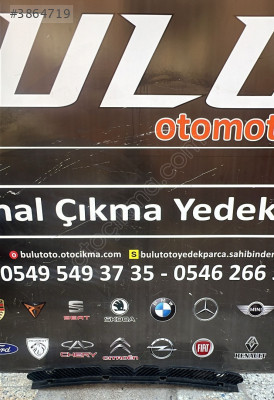 #3864719
ULU
otomot
nal Çıkma Yedek
bulutoto.otocikma.com
bulutotoyedekparca.sahibinden
0549 549 37 35 - 0546 266
SEAT
SKODA
MINI
Ford
CHERY
CITROËN
FIAT
RENAULT